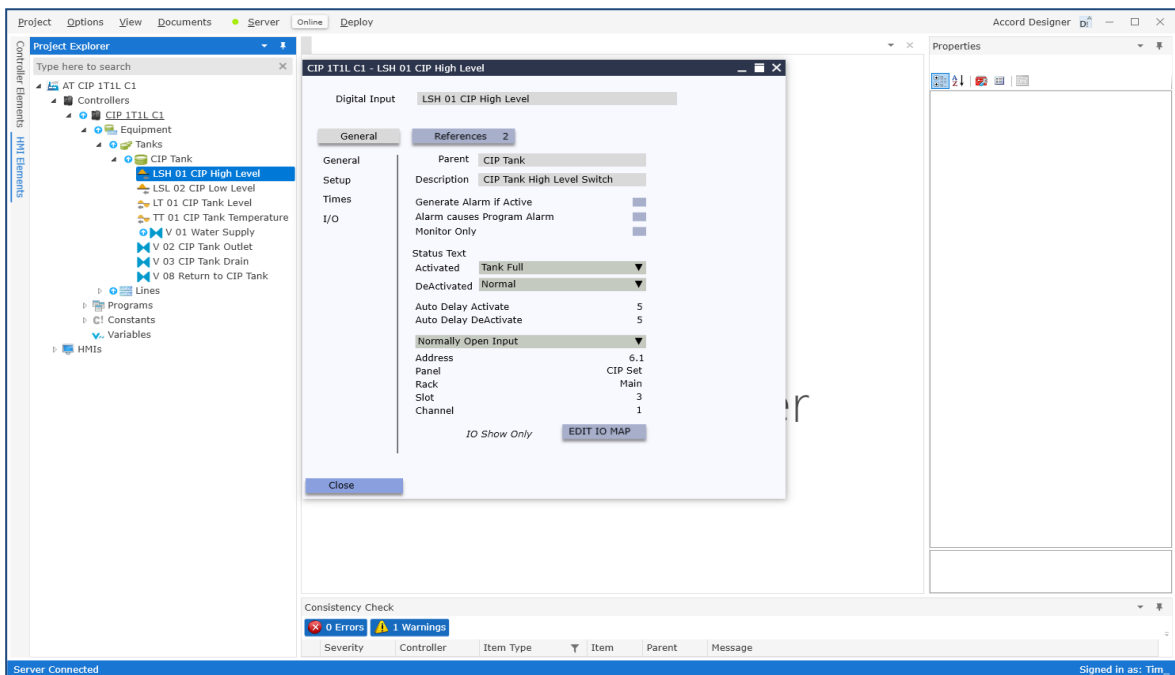 Project Options View Documents Server Online Deploy Accord Designer D!
Controller Elements
HMI Elements
Project Explorer
Type here to search
AT CIP 1T1L C1
Controllers
CIP 1T1L C1
Equipment
Tanks
CIP Tank
LSH 01 CIP High Level
LSL 02 CIP Low Level
LT 01 CIP Tank Level
TT 01 CIP Tank Temperature
V 01 Water Supply
V 02 CIP Tank Outlet
V 03 CIP Tank Drain
V 08 Return to CIP Tank
Lines
Programs
C! Constants
V.. Variables
HMIs
CIP 1T1L C1 - LSH 01 CIP High Level
Digital Input LSH 01 CIP High Level
General References 2
General
Setup
Times
I/O
Parent CIP Tank
Description CIP Tank High Level Switch
Generate Alarm if Active
Alarm causes Program Alarm
Monitor Only
Status Text
Activated Tank Full
DeActivated Normal
Auto Delay Activate 5
Auto Delay DeActivate 5
Normally Open Input
Address 6.1
Panel CIP Set
Rack Main
Slot 3
Channel 1
IO Show Only EDIT IO MAP
Close
er
Properties
Consistency Check
0 Errors 1 Warnings
Severity Controller Item Type Item Parent Message
Server Connected Signed in as: Tim_